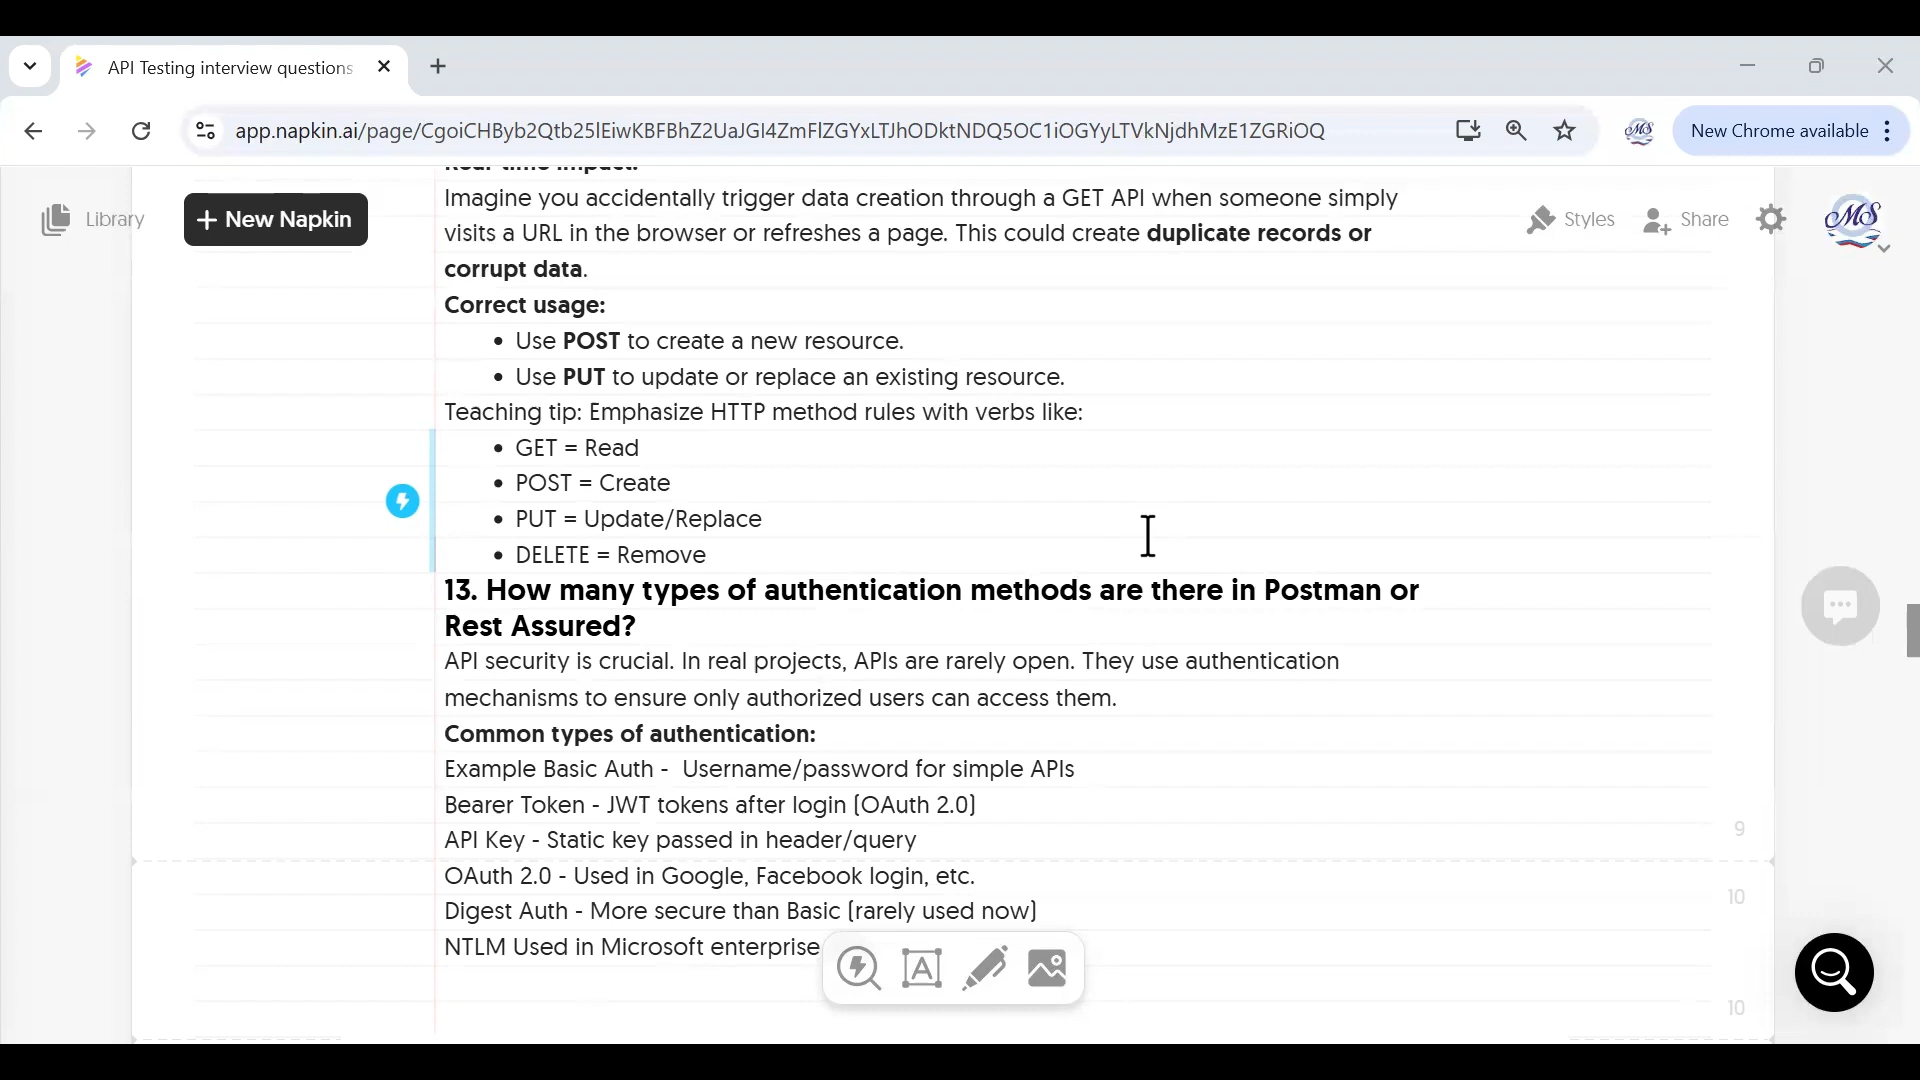 API Testing interview questions
app.napkin.ai/page/CgoiCHByb2Qtb25lEiwKBFBhZ2UaJGI4ZmFlZGYxLTJhODktNDQ5OC1iOGYyLTVkNjdhMzE1ZGRiOQ
New Chrome available
Library
+ New Napkin
Styles
Share
MS
Real-time impact:
Imagine you accidentally trigger data creation through a GET API when someone simply
visits a URL in the browser or refreshes a page. This could create duplicate records or
corrupt data.
Correct usage:
• Use POST to create a new resource.
• Use PUT to update or replace an existing resource.
Teaching tip: Emphasize HTTP method rules with verbs like:
• GET = Read
• POST = Create
• PUT = Update/Replace
• DELETE = Remove
13. How many types of authentication methods are there in Postman or
Rest Assured?
API security is crucial. In real projects, APIs are rarely open. They use authentication
mechanisms to ensure only authorized users can access them.
Common types of authentication:
Example Basic Auth - Username/password for simple APIs
Bearer Token - JWT tokens after login (OAuth 2.0)
API Key - Static key passed in header/query
9
OAuth 2.0 - Used in Google, Facebook login, etc.
10
Digest Auth - More secure than Basic (rarely used now)
NTLM Used in Microsoft enterprise
A
10